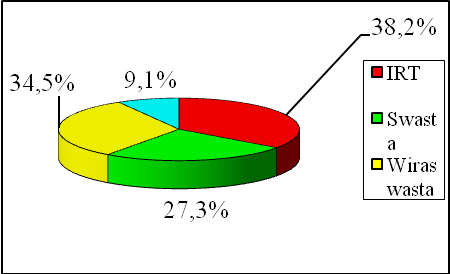 38,2%
34,5%
9,1%
27,3%
IRT
Swast
a
Wiras
wasta